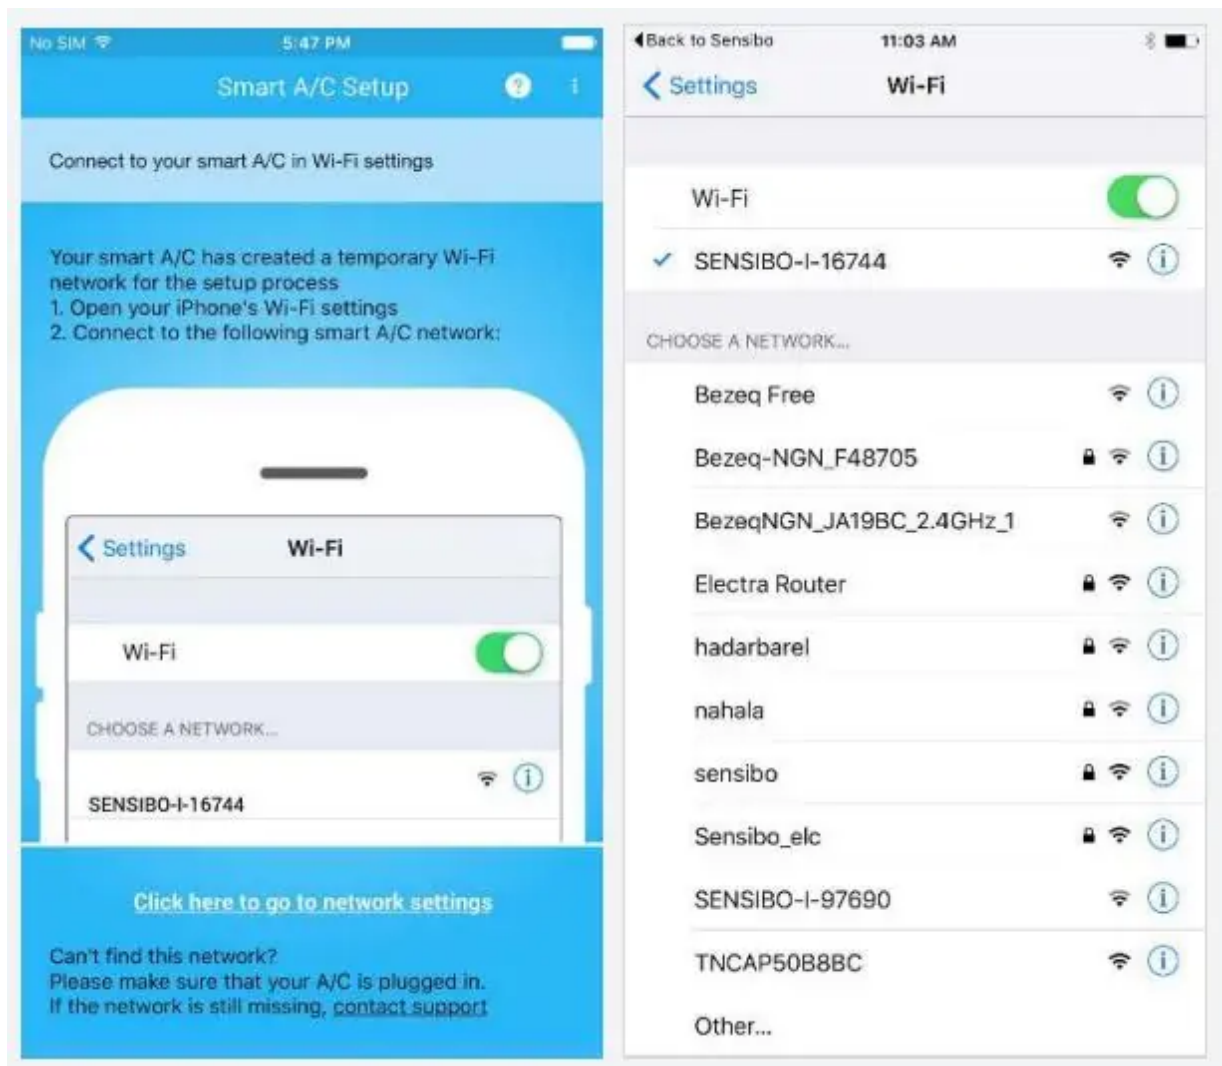 No SIM 5:47 PM
Smart A/C Setup ? i
Connect to your smart A/C in Wi-Fi settings
Your smart A/C has created a temporary Wi-Fi
network for the setup process
1. Open your iPhone's Wi-Fi settings
2. Connect to the following smart A/C network:
Settings Wi-Fi
Wi-Fi
CHOOSE A NETWORK...
SENSIBO-I-16744
Click here to go to network settings
Can't find this network?
Please make sure that your A/C is plugged in.
If the network is still missing, contact support
Back to Sensibo 11:03 AM
Settings Wi-Fi
Wi-Fi
SENSIBO-I-16744
CHOOSE A NETWORK...
Bezeq Free
Bezeq-NGN_F48705
BezeqNGN_JA19BC_2.4GHz_1
Electra Router
hadarbarel
nahala
sensibo
Sensibo_elc
SENSIBO-I-97690
TNCAP50B8BC
Other...